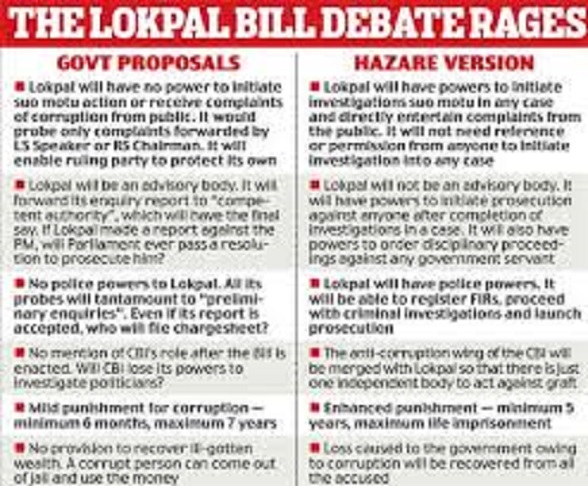 THE LOKPAL BILL DEBATE RAGES
GOVT PROPOSALS
■ Lokpal will have no power to initiate
suo motu action or receive complaints
of corruption from public. It would
probe only complaints forwarded by
LS Speaker or RS Chairman. It will
enable ruling party to protect its own
■ Lokpal will be an advisory body. It will
forward its enquiry report to "compe-
tent authority", which will have the final
say. If Lokpal made a report against the
PM, will Parliament ever pass a resolu-
tion to prosecute him?
■ No police powers to Lokpal. All its
probes will tantamount to "prelimi-
nary enquiries". Even if its report is
accepted, who will file chargesheet?
■ No mention of CBI's role after the Bill is
enacted. Will CBI lose its powers to
investigate politicians?
■ Mild punishment for corruption —
minimum 6 months, maximum 7 years
■ No provision to recover ill-gotten
wealth. A corrupt person can come out
of jail and use the money
HAZARE VERSION
■ Lokpal will have powers to initiate
investigations suo motu in any case
and directly entertain complaints from
the public. It will not need reference
or permission from anyone to initiate
investigation into any case
■ Lokpal will not be an advisory body. It
will have powers to initiate prosecution
against anyone after completion of
investigations in a case. It will also have
powers to order disciplinary proceed-
ings against any government servant
■ Lokpal will have police powers. It
will be able to register FIRs, proceed
with criminal investigations and launch
prosecution
■ The anti-corruption wing of the CBI will
be merged with Lokpal so that there is just
one independent body to act against graft
■ Enhanced punishment — minimum 5
years, maximum life imprisonment
■ Loss caused to the government owing
to corruption will be recovered from all
the accused